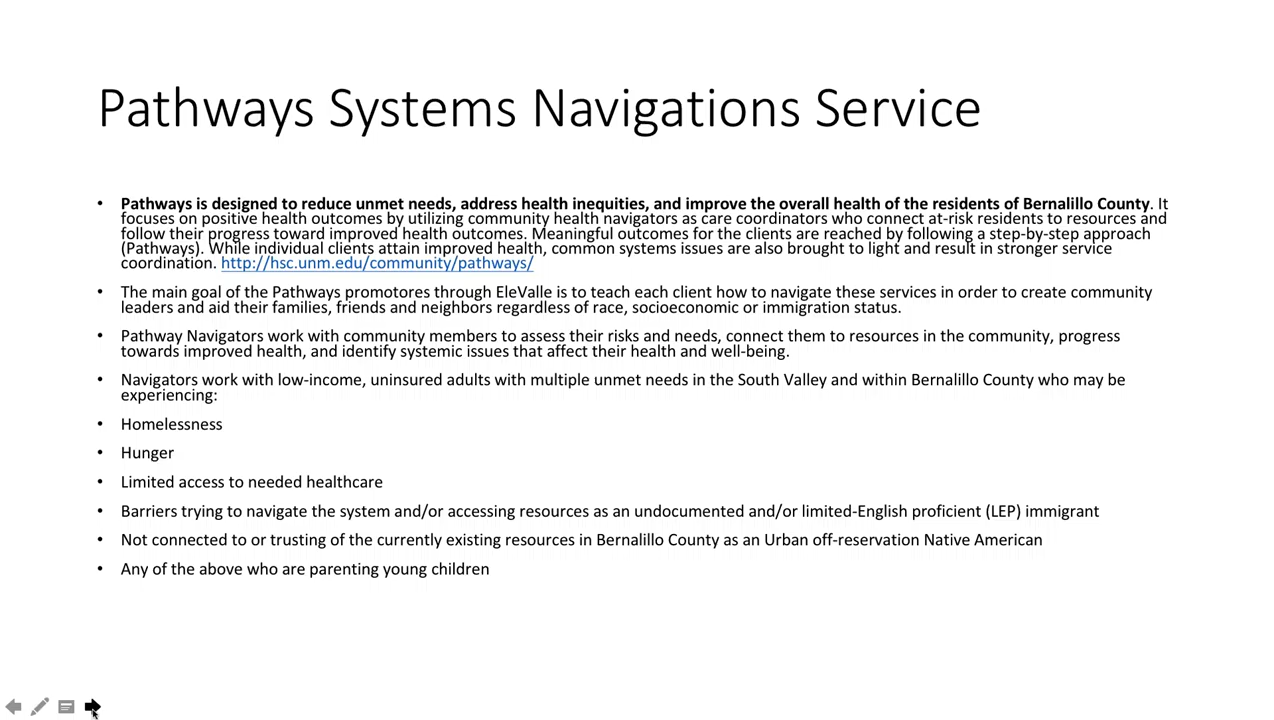 Pathways Systems Navigations Service
• Pathways is designed to reduce unmet needs, address health inequities, and improve the overall health of the residents of Bernalillo County. It
focuses on positive health outcomes by utilizing community health navigators as care coordinators who connect at-risk residents to resources and
follow their progress toward improved health outcomes. Meaningful outcomes for the clients are reached by following a step-by-step approach
(Pathways). While individual clients attain improved health, common systems issues are also brought to light and result in stronger service
coordination. http://hsc.unm.edu/community/pathways/
• The main goal of the Pathways promotores through EleValle is to teach each client how to navigate these services in order to create community
leaders and aid their families, friends and neighbors regardless of race, socioeconomic or immigration status.
• Pathway Navigators work with community members to assess their risks and needs, connect them to resources in the community, progress
towards improved health, and identify systemic issues that affect their health and well-being.
• Navigators work with low-income, uninsured adults with multiple unmet needs in the South Valley and within Bernalillo County who may be
experiencing:
• Homelessness
• Hunger
• Limited access to needed healthcare
• Barriers trying to navigate the system and/or accessing resources as an undocumented and/or limited-English proficient (LEP) immigrant
• Not connected to or trusting of the currently existing resources in Bernalillo County as an Urban off-reservation Native American
• Any of the above who are parenting young children